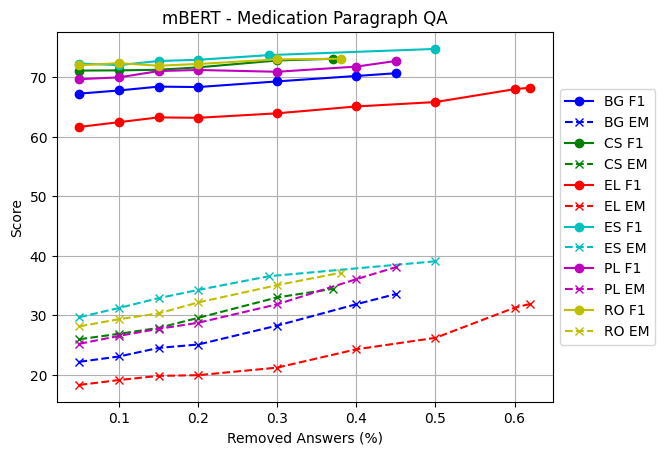 mBERT - Medication Paragraph QA
Score
70
60
50
40
30
20
0.1
0.2
0.3
0.4
0.5
0.6
Removed Answers (%)
BG F1
BG EM
CS F1
CS EM
EL F1
EL EM
ES F1
ES EM
PL F1
PL EM
RO F1
RO EM